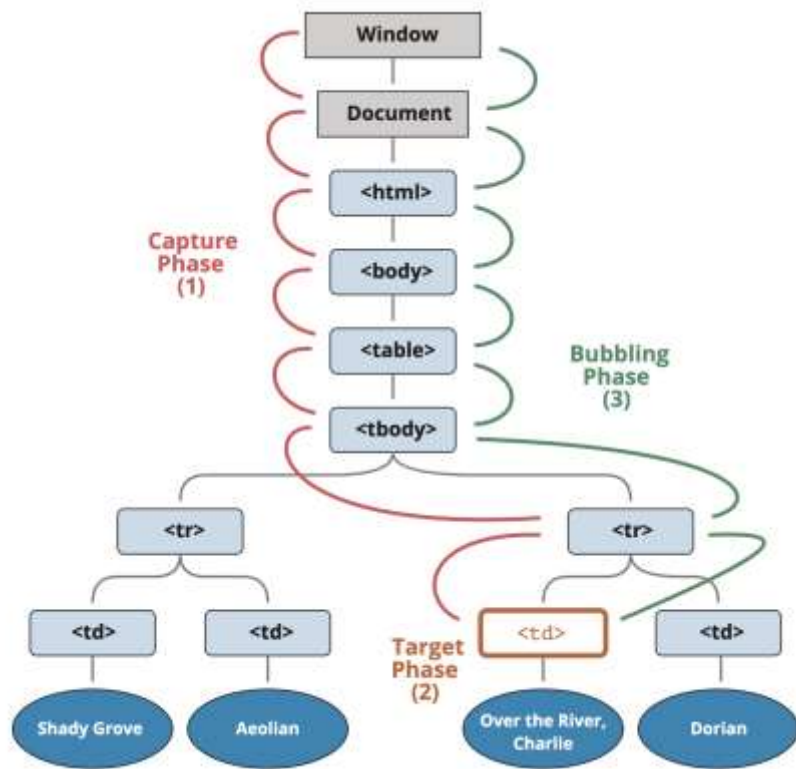 Window
Document
<html>
Capture
Phase
(1)
<body>
<table>
Bubbling
Phase
(3)
<tbody>
<tr>
<tr>
<td>
<td>
Target
Phase
(2)
<td>
<td>
Shady Grove
Aeolian
Over the River,
Charlie
Dorian